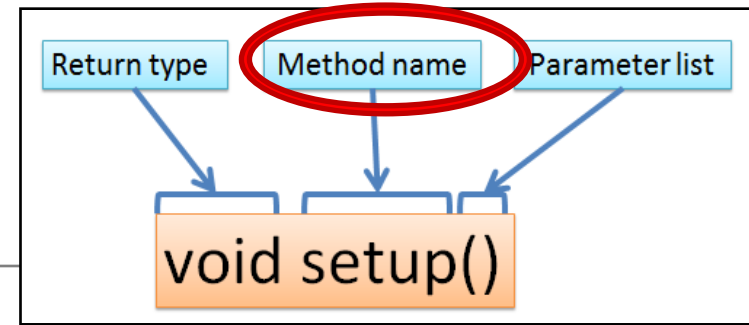 Return type
Method name
Parameter list
void setup()